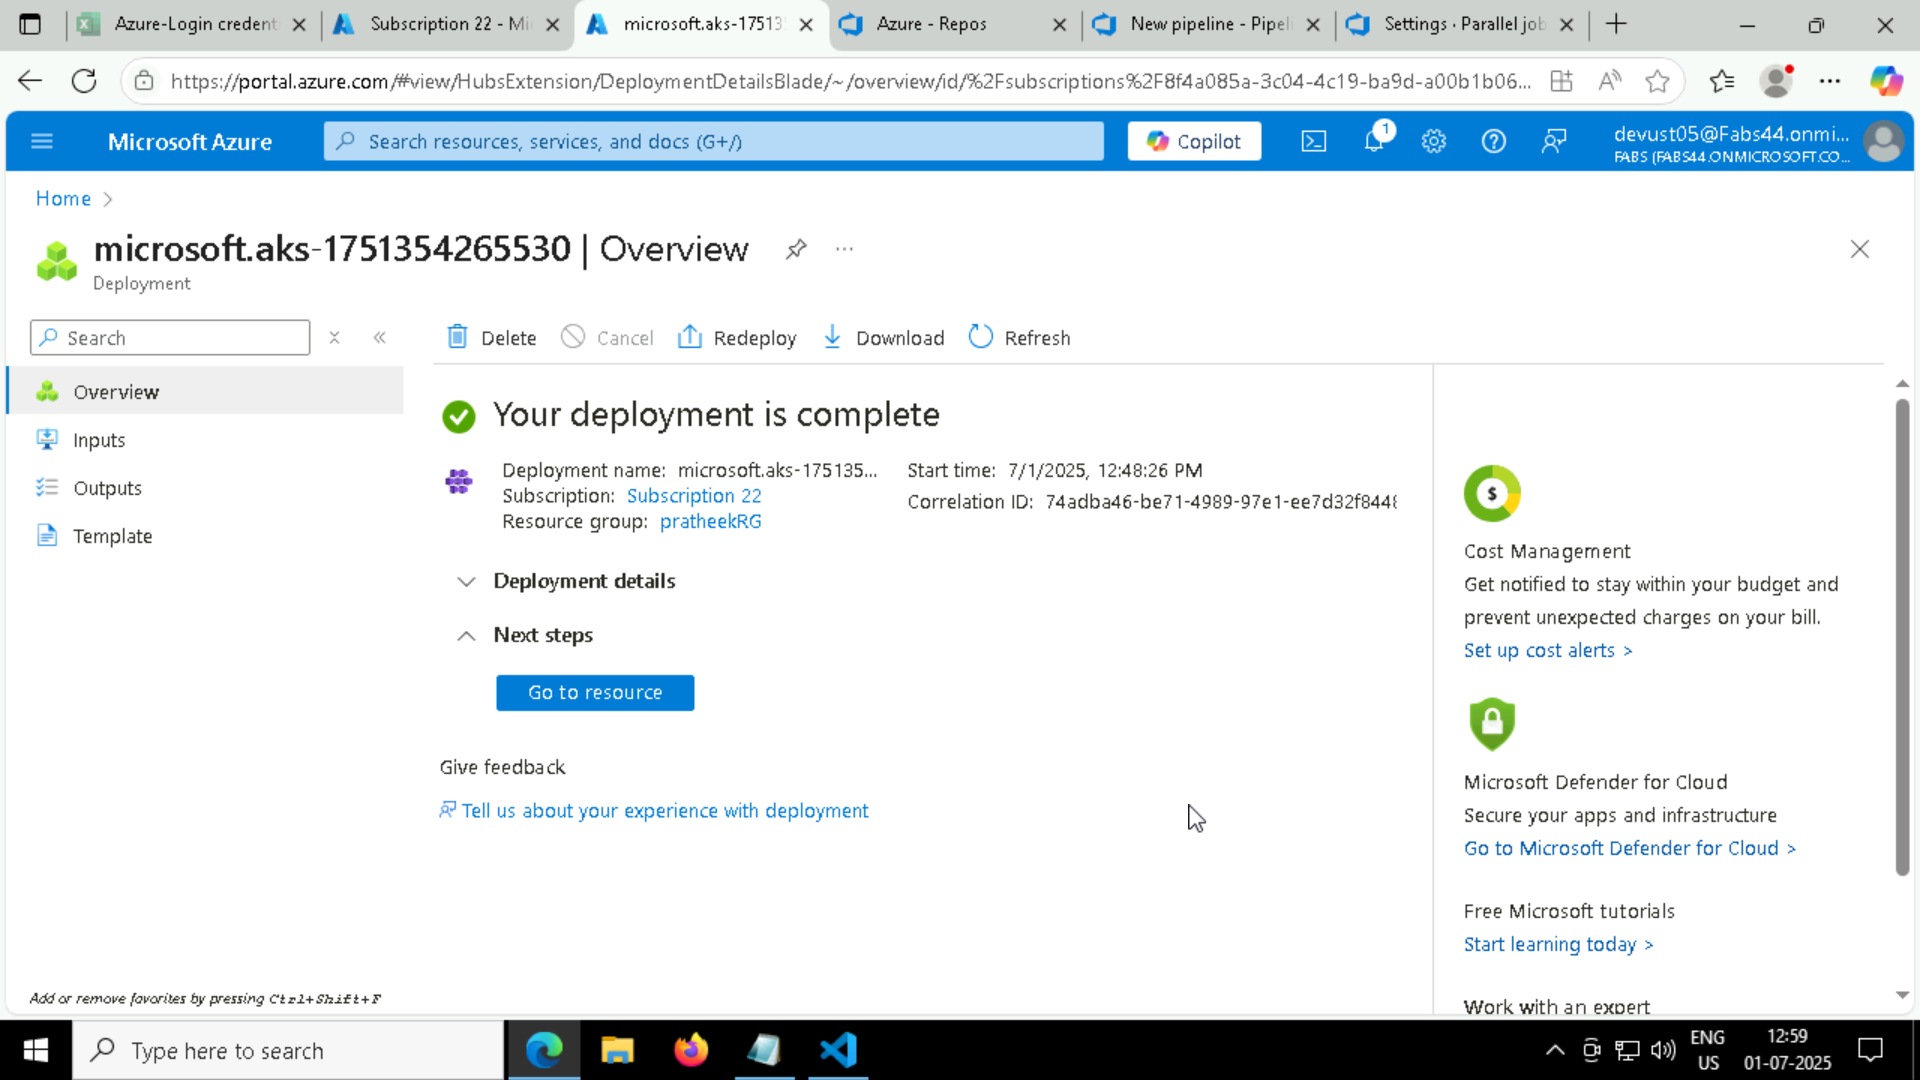 Azure-Login credent
Subscription 22 - Mi
microsoft.aks-17513
Azure - Repos
New pipeline - Pipeli
Settings · Parallel job
https://portal.azure.com/#view/HubsExtension/DeploymentDetailsBlade/~/overview/id/%2Fsubscriptions%2F8f4a085a-3c04-4c19-ba9d-a00b1b06...
Microsoft Azure
Search resources, services, and docs (G+/)
Copilot
1
devust05@Fabs44.onmi...
FABS (FABS44.ONMICROSOFT.CO...
Home
microsoft.aks-1751354265530 | Overview
Deployment
Search
Delete
Cancel
Redeploy
Download
Refresh
Overview
Inputs
Outputs
Template
Your deployment is complete
Deployment name: microsoft.aks-175135...
Subscription: Subscription 22
Resource group: pratheekRG
Start time: 7/1/2025, 12:48:26 PM
Correlation ID: 74adba46-be71-4989-97e1-ee7d32f8448
Deployment details
Next steps
Go to resource
Give feedback
Tell us about your experience with deployment
Cost Management
Get notified to stay within your budget and
prevent unexpected charges on your bill.
Set up cost alerts >
Microsoft Defender for Cloud
Secure your apps and infrastructure
Go to Microsoft Defender for Cloud >
Free Microsoft tutorials
Start learning today >
Work with an expert
Add or remove favorites by pressing Ctrl+Shift+F
Type here to search
ENG
US
12:59
01-07-2025